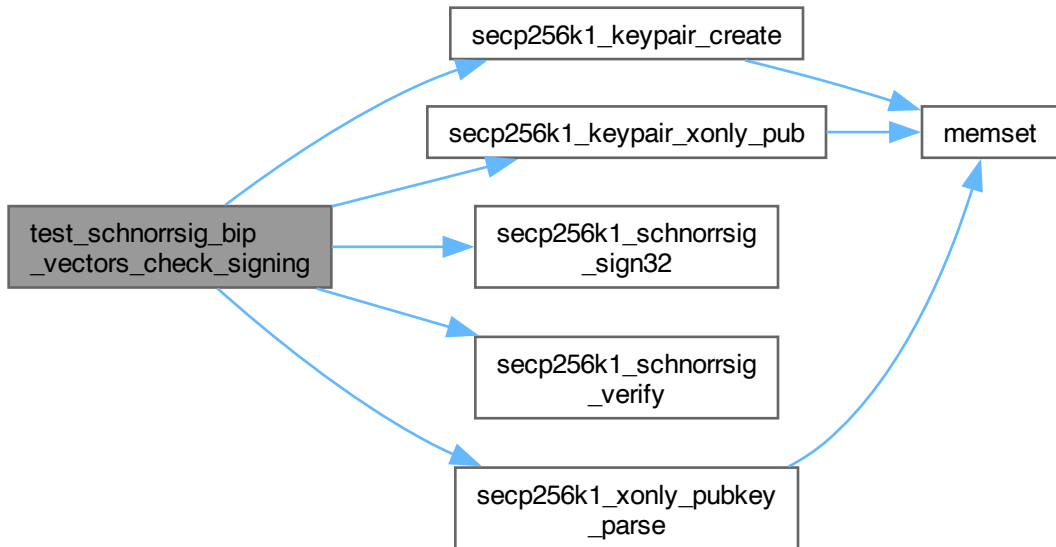 secp256k1_keypair_create
secp256k1_keypair_xonly_pub
memset
test_schnorrsig_bip
_vectors_check_signing
secp256k1_schnorrsig
_sign32
secp256k1_schnorrsig
_verify
secp256k1_xonly_pubkey
_parse